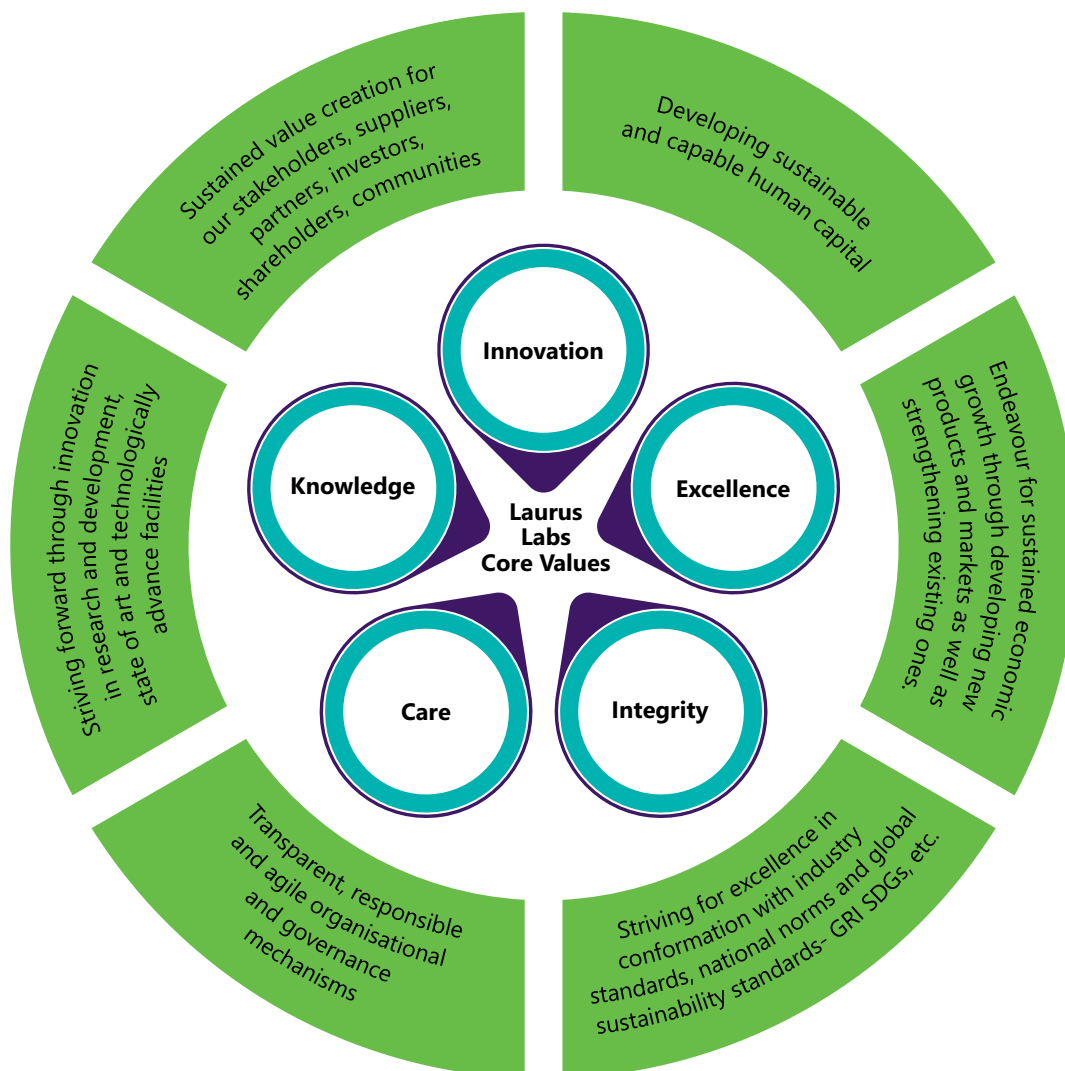 Sustained value creation for
our stakeholders, suppliers,
partners, investors,
shareholders, communities
Developing sustainable
and capable human capital
Endeavour for sustained economic
growth through developing new
products and markets as well as
strengthening existing ones.
Striving for excellence in
conformation with industry
standards, national norms and global
sustainability standards- GRI SDGs, etc.
Transparent, responsible
and agile organisational
and governance
mechanisms
Striving forward through innovation
in research and development,
state of art and technologically
advance facilities
Innovation
Excellence
Integrity
Care
Knowledge
Laurus
Labs
Core Values